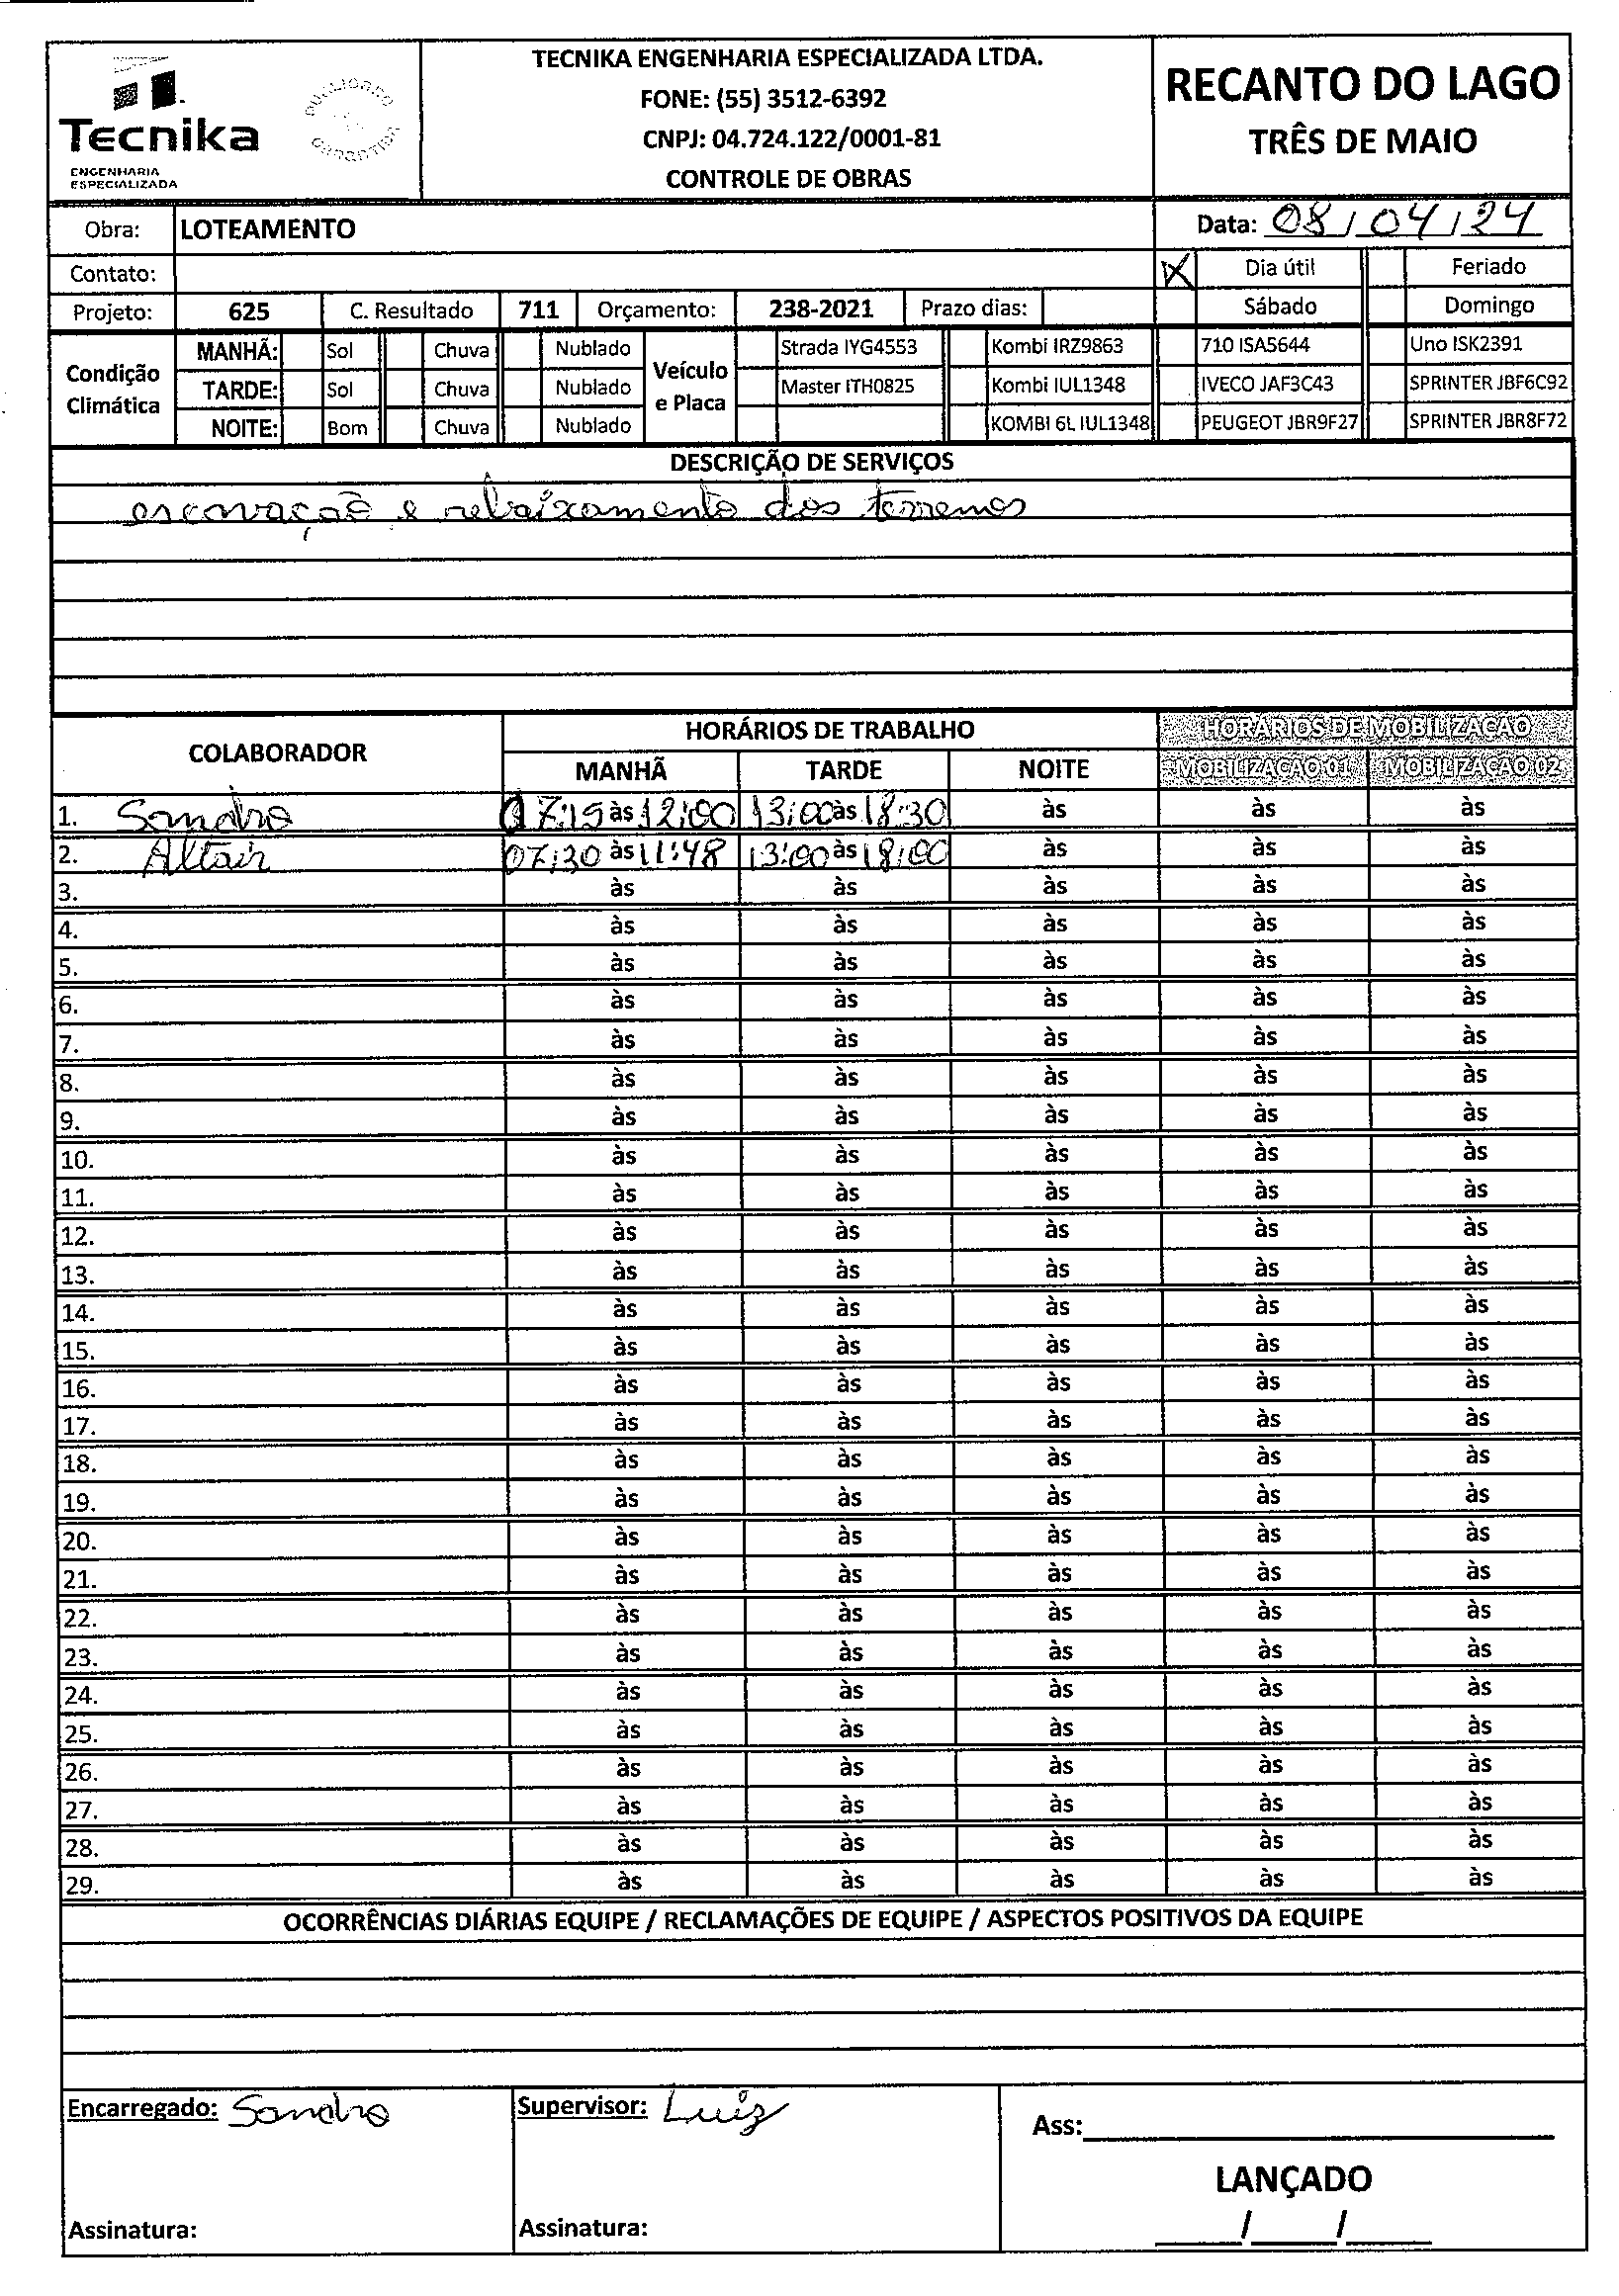 Tecnika
ENGENHARIA
ESPECIALIZADA
QUALIDADE
GARANTIDA
TECNIKA ENGENHARIA ESPECIALIZADA LTDA.
FONE: (55) 3512-6392
CNPJ: 04.724.122/0001-81
CONTROLE DE OBRAS
RECANTO DO LAGO
TRÊS DE MAIO
Obra: LOTEAMENTO Data: 08/04/24
Contato: X Dia útil Feriado
Projeto: 625 C. Resultado 711 Orçamento: 238-2021 Prazo dias: Sábado Domingo
Condição Climática Veículo e Placa
MANHÃ: Sol Chuva Nublado Strada IYG4553 Kombi IRZ9863 710 ISA5644 Uno ISK2391
TARDE: Sol Chuva Nublado Master ITH0825 Kombi IUL1348 IVECO JAF3C43 SPRINTER JBF6C92
NOITE: Bom Chuva Nublado KOMBI 6L IUL1348 PEUGEOT JBR9F27 SPRINTER JBR8F72
DESCRIÇÃO DE SERVIÇOS
escavação e rebaixamento dos terrenos
COLABORADOR HORÁRIOS DE TRABALHO HORÁRIOS DE MOBILIZAÇÃO
MANHÃ TARDE NOITE MOBILIZAÇÃO 01 MOBILIZAÇÃO 02
1. Sandro 07:15 às 12:00 13:00 às 18:30 às às às
2. Altair 07:30 às 11:48 13:00 às 18:00 às às às
3. às às às às às
4. às às às às às
5. às às às às às
6. às às às às às
7. às às às às às
8. às às às às às
9. às às às às às
10. às às às às às
11. às às às às às
12. às às às às às
13. às às às às às
14. às às às às às
15. às às às às às
16. às às às às às
17. às às às às às
18. às às às às às
19. às às às às às
20. às às às às às
21. às às às às às
22. às às às às às
23. às às às às às
24. às às às às às
25. às às às às às
26. às às às às às
27. às às às às às
28. às às às às às
29. às às às às às
OCORRÊNCIAS DIÁRIAS EQUIPE / RECLAMAÇÕES DE EQUIPE / ASPECTOS POSITIVOS DA EQUIPE
Encarregado: Sandro Supervisor: Luiz Ass:
LANÇADO
Assinatura: Assinatura: / /